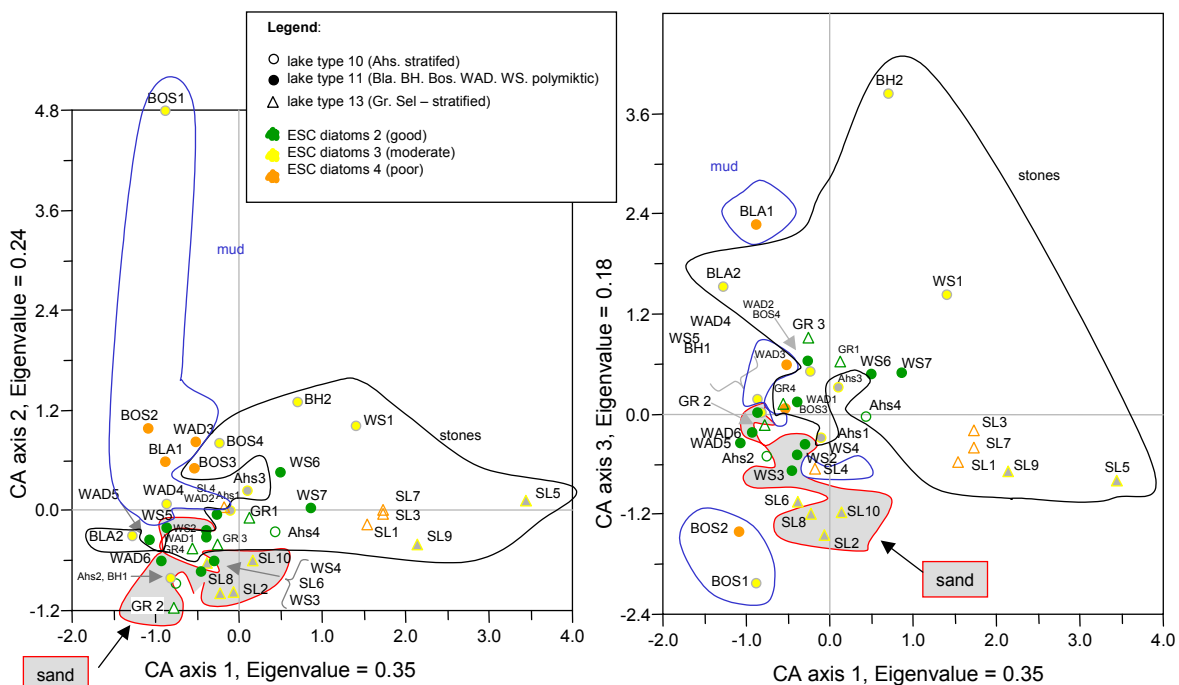 Legend:
lake type 10 (Ahs. stratifed)
lake type 11 (Bla. BH. Bos. WAD. WS. polymiktic)
lake type 13 (Gr. Sel – stratified)
ESC diatoms 2 (good)
ESC diatoms 3 (moderate)
ESC diatoms 4 (poor)
CA axis 2, Eigenvalue = 0.24
4.8
3.6
2.4
1.2
0.0
-1.2
BOS1
mud
BH2
WS1
BOS2
WAD3
BOS4
stones
BLA1
BOS3
WS6
Ahs3
SL4
WAD5
WAD4
WAD2
Ahs1
WS7
SL7
SL5
WS5
GR1
SL3
WS2
BLA2
WAD1
Ahs4
SL1
GR4
GR 3
SL9
WAD6
SL10
WS4
Ahs2, BH1
SL8
SL6
SL2
WS3
GR 2
-2.0 -1.0 0.0 1.0 2.0 3.0 4.0
CA axis 1, Eigenvalue = 0.35
sand
CA axis 3, Eigenvalue = 0.18
3.6
2.4
1.2
0.0
-1.2
-2.4
BH2
mud
stones
BLA1
BLA2
WS1
WAD2
BOS4
WAD4
GR 3
WS5
BH1
WAD3
GR1
WS6
WS7
Ahs3
GR4
GR 2
WAD1
BOS3
Ahs4
WAD6
Ahs1
SL3
WAD5
WS4
SL7
Ahs2
WS2
SL1
SL9
SL5
WS3
SL4
SL6
SL8
SL10
BOS2
SL2
BOS1
sand
-2.0 -1.0 0.0 1.0 2.0 3.0 4.0
CA axis 1, Eigenvalue = 0.35